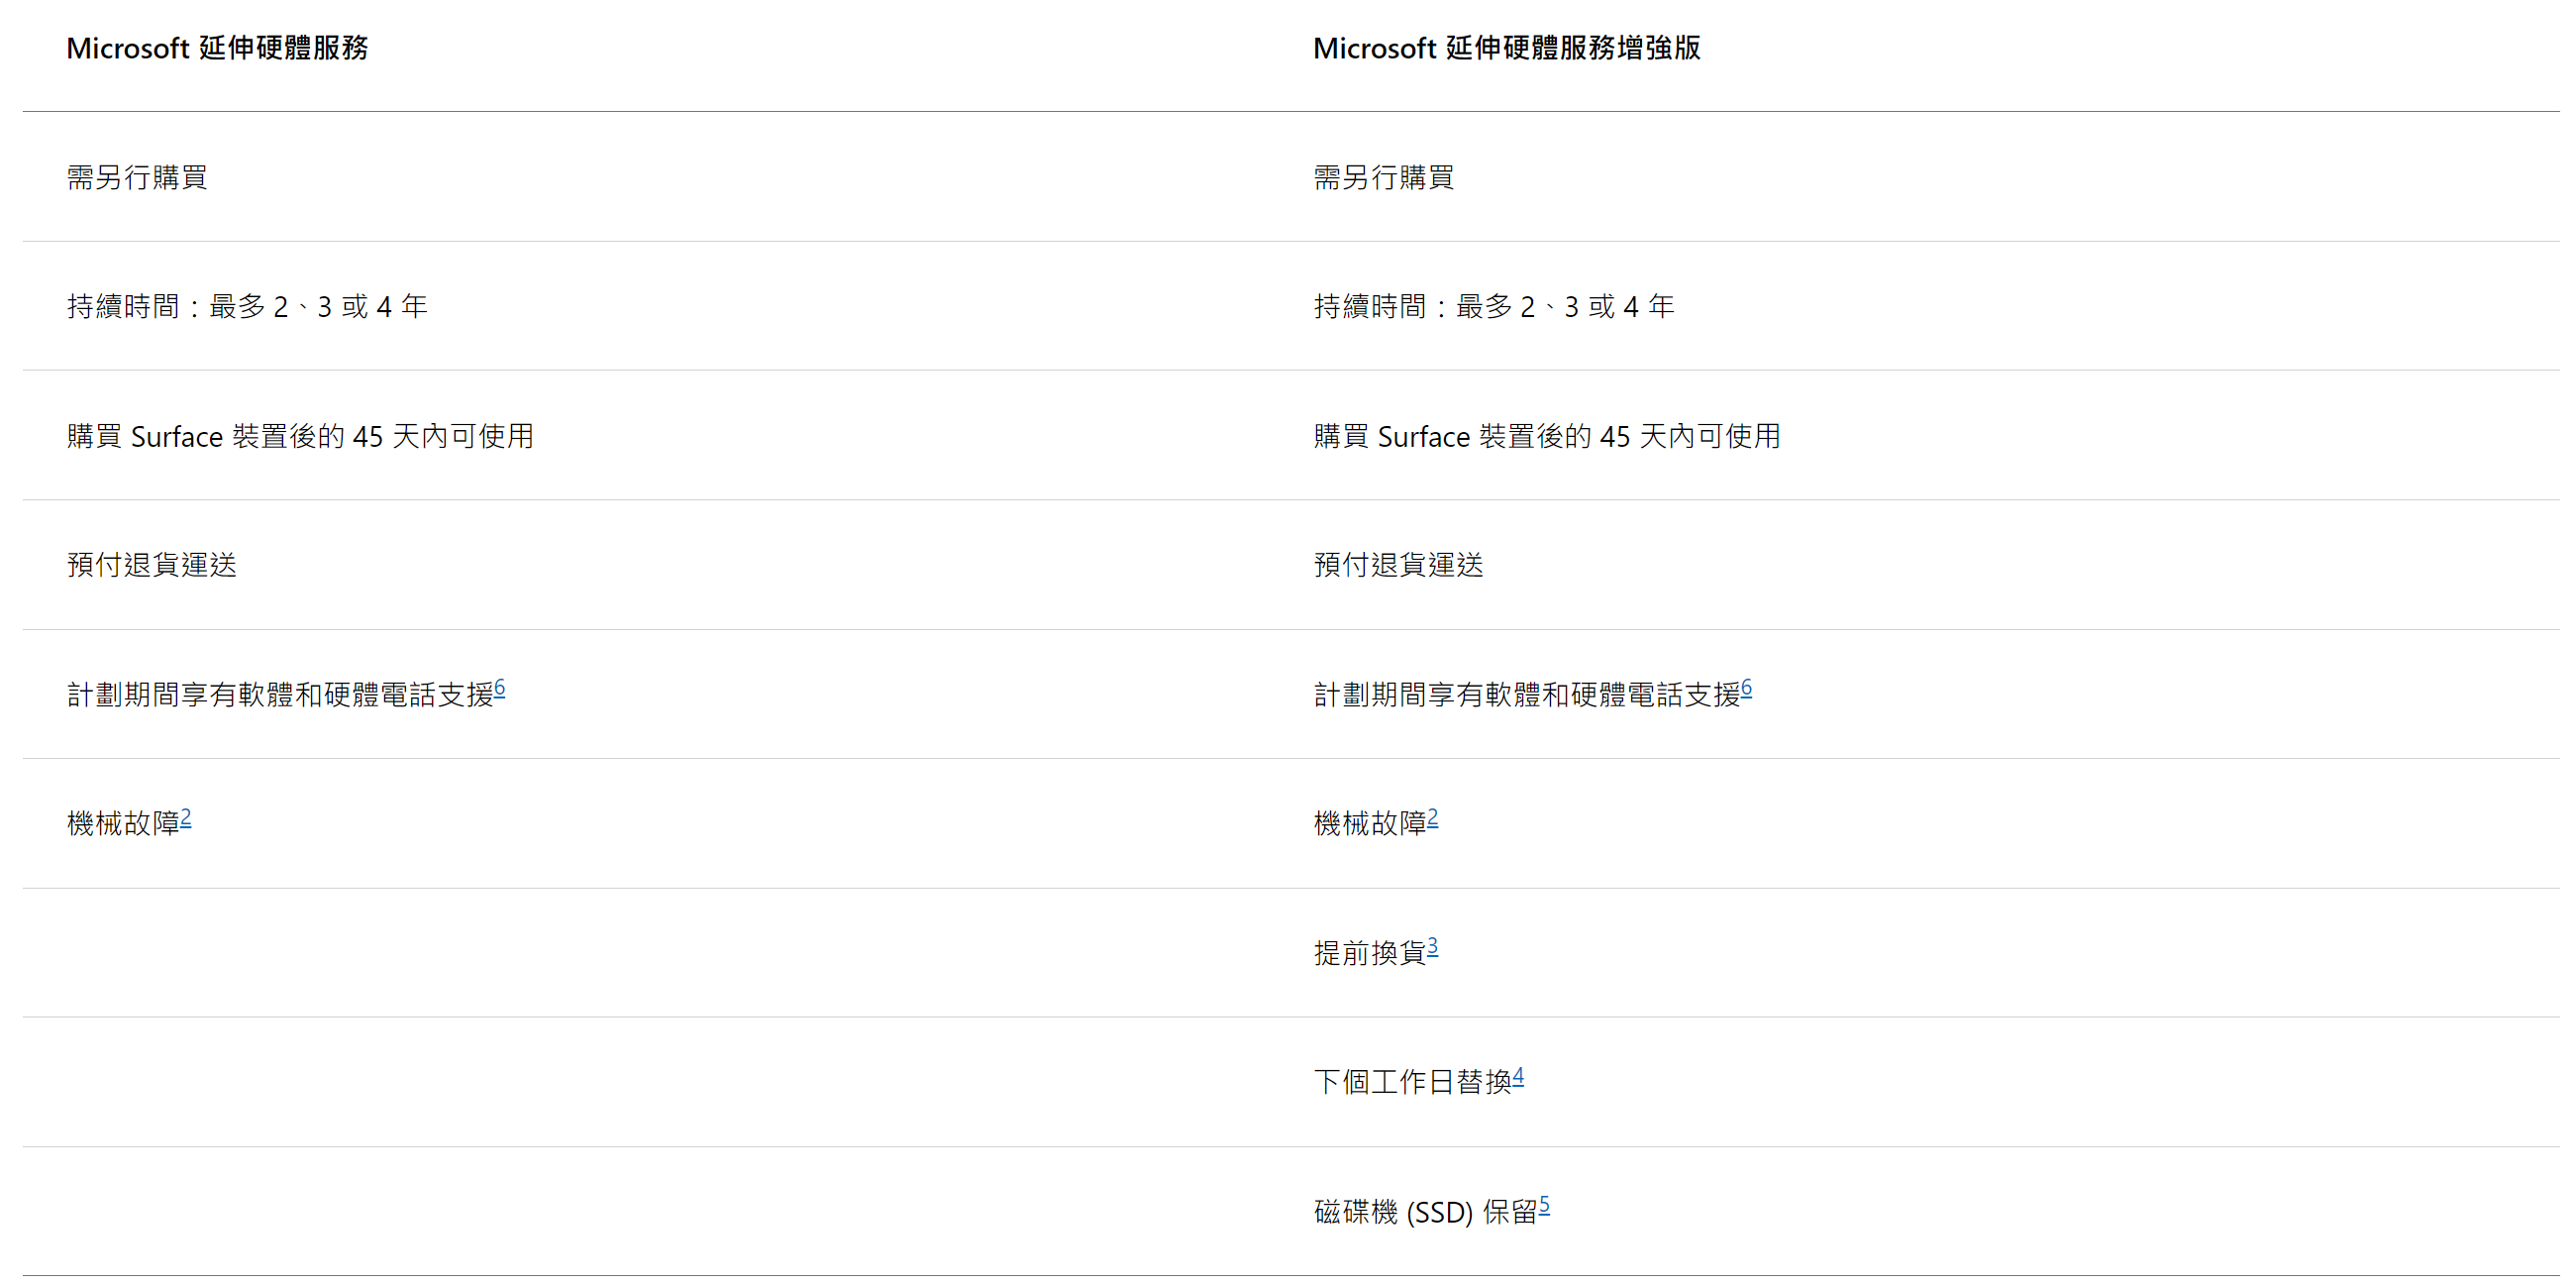 Microsoft 延伸硬體服務 Microsoft 延伸硬體服務增強版
需另行購買 需另行購買
持續時間：最多 2、3 或 4 年 持續時間：最多 2、3 或 4 年
購買 Surface 裝置後的 45 天內可使用 購買 Surface 裝置後的 45 天內可使用
預付退貨運送 預付退貨運送
計劃期間享有軟體和硬體電話支援6 計劃期間享有軟體和硬體電話支援6
機械故障2 機械故障2
提前換貨3
下個工作日替換4
磁碟機 (SSD) 保留5